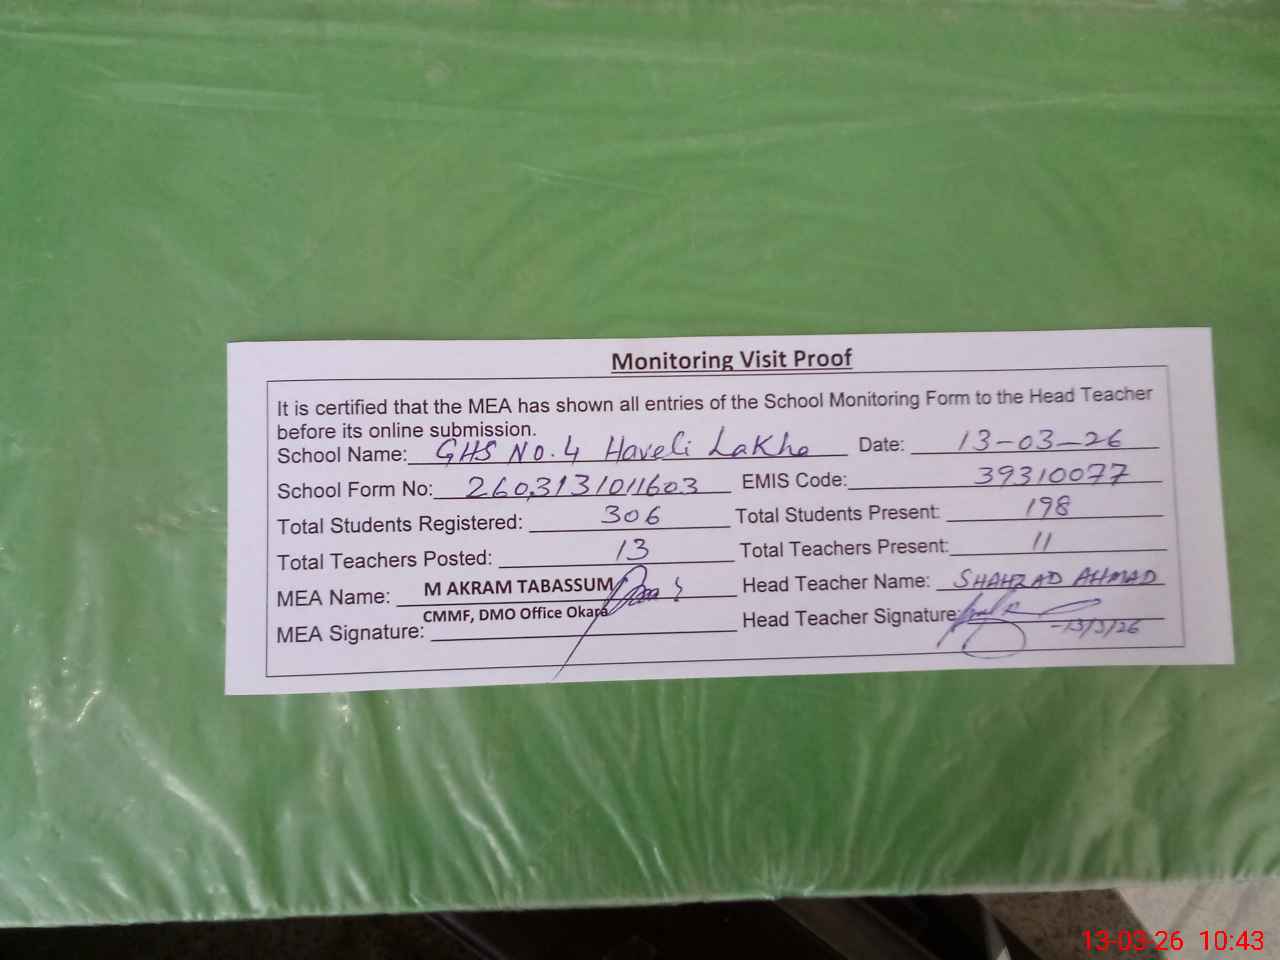 Monitoring Visit Proof
It is certified that the MEA has shown all entries of the School Monitoring Form to the Head Teacher
before its online submission.
School Name: GHS No. 4 Haveli Lakha Date: 13-03-26
School Form No: 2603131011603 EMIS Code: 39310077
Total Students Registered: 306 Total Students Present: 198
Total Teachers Posted: 13 Total Teachers Present: 11
MEA Name: M AKRAM TABASSUM Head Teacher Name: SHAHZAD AHMAD
CMMF, DMO Office Okara
MEA Signature: Head Teacher Signature: 13/3/26
13-03-26 10:43